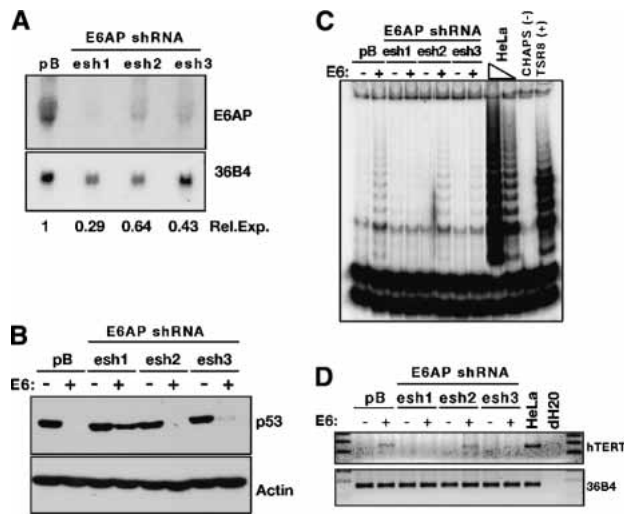 A
E6AP shRNA
pB esh1 esh2 esh3
E6AP
36B4
1 0.29 0.64 0.43 Rel.Exp.
B
E6AP shRNA
pB esh1 esh2 esh3
E6: - + - + - + - +
p53
Actin
C
E6AP shRNA
pB esh1 esh2 esh3
HeLa
CHAPS (-)
TSR8 (+)
E6: - + - + - + - +
D
E6AP shRNA
pB esh1 esh2 esh3
HeLa
dH20
E6: - + - + - + - +
hTERT
36B4